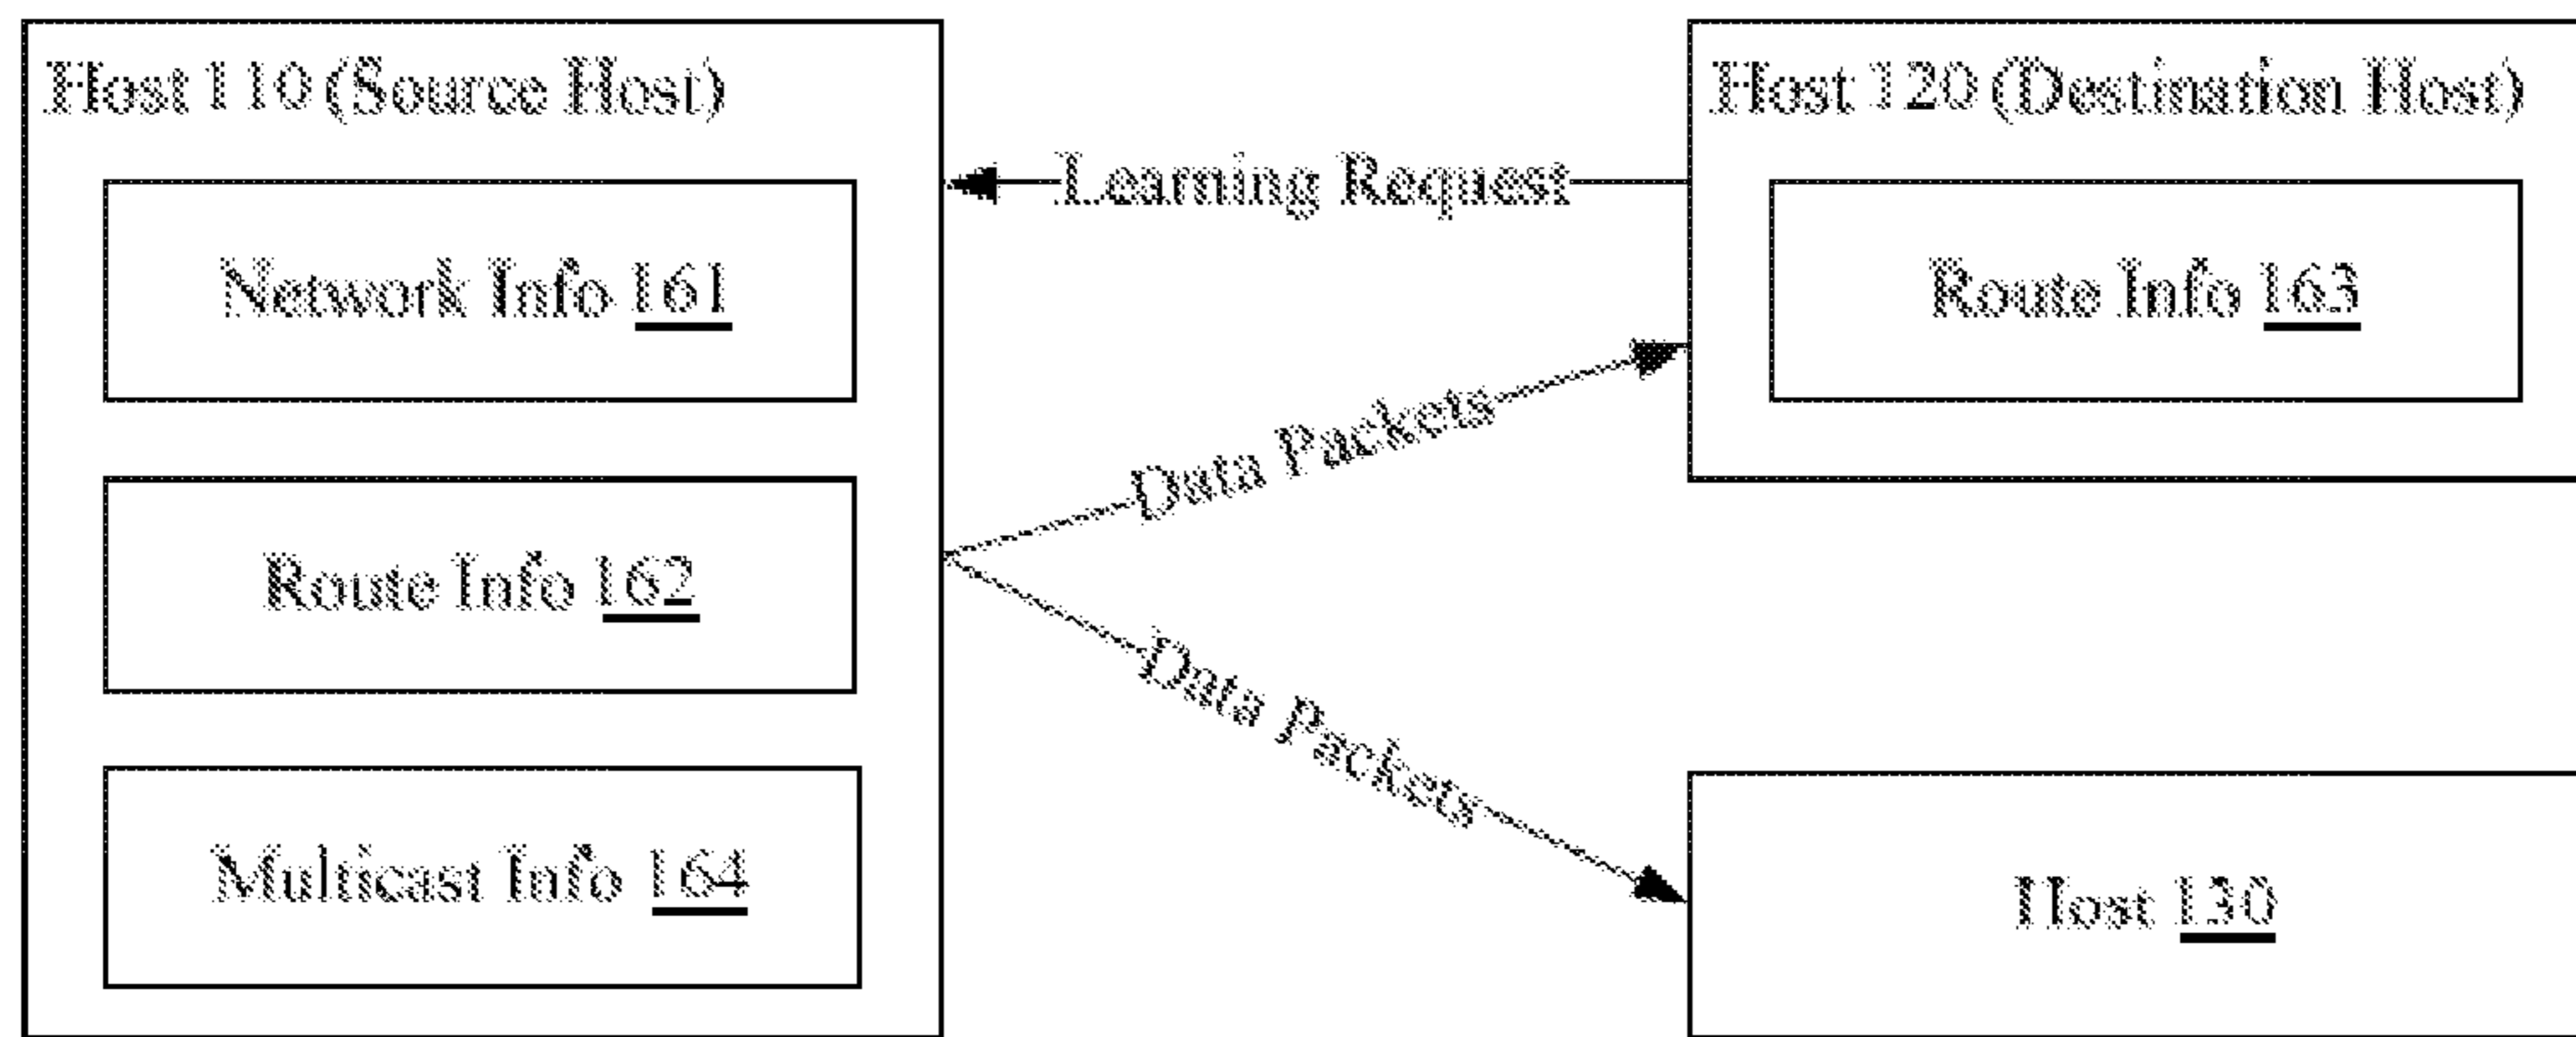 Host 110 (Source Host)
Network Info 161
Route Info 162
Multicast Info 164
Learning Request
Data Packets
Data Packets
Host 120 (Destination Host)
Route Info 163
Host 130